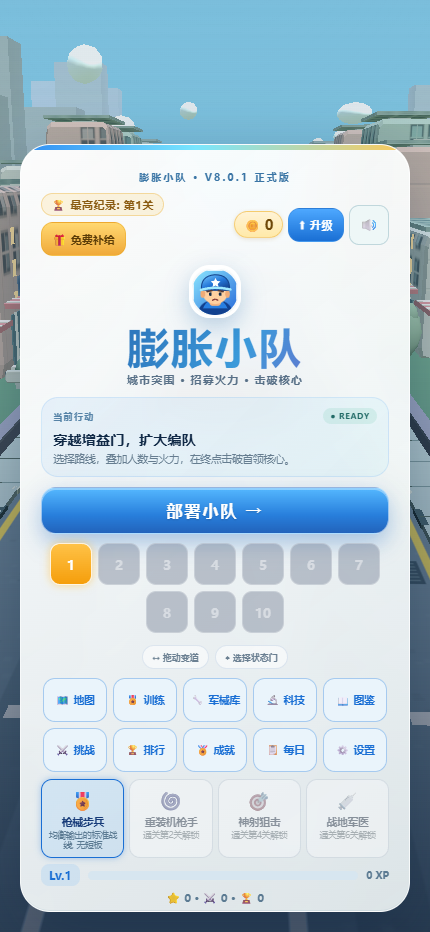 膨胀小队 • V8.0.1 正式版
最高纪录: 第1关
免费补给
0
⬆ 升级
膨胀小队
城市突围 • 招募火力 • 击破核心
当前行动
• READY
穿越增益门，扩大编队
选择路线，叠加人数与火力，在终点击破首领核心。
部署小队 →
1 2 3 4 5 6 7
8 9 10
↔ 拖动变道
✦ 选择状态门
地图 训练 军械库 科技 图鉴
挑战 排行 成就 每日 设置
枪械步兵
均衡输出的标准战线，无短板
重装机枪手
通关第2关解锁
神射狙击
通关第4关解锁
战地军医
通关第6关解锁
Lv.1
0 XP
0 • 0 • 0